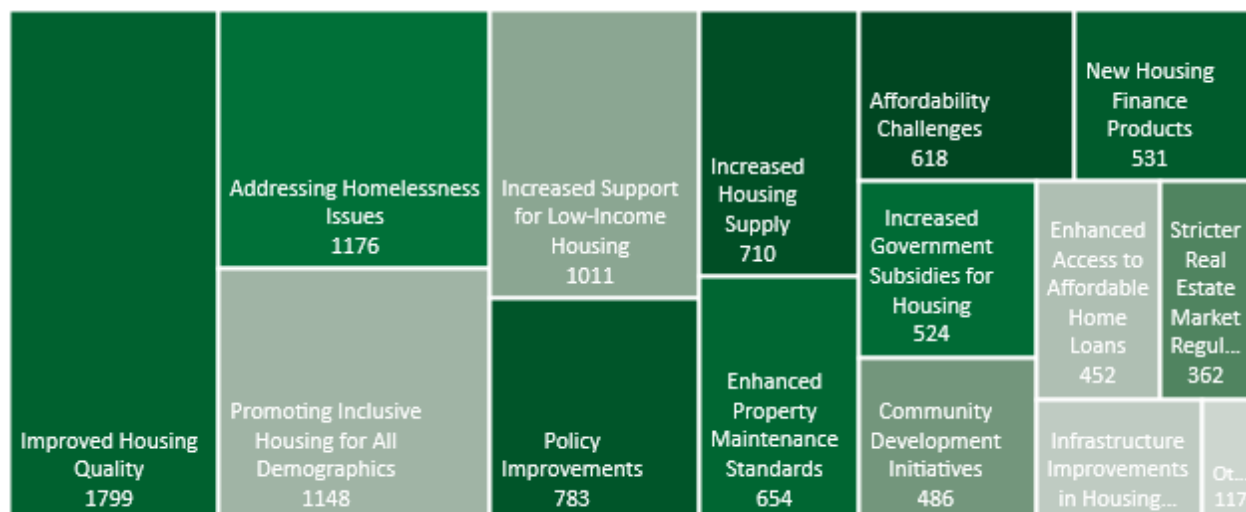 Improved Housing
Quality
1799
Addressing Homelessness
Issues
1176
Promoting Inclusive
Housing for All
Demographics
1148
Increased Support
for Low-Income
Housing
1011
Policy
Improvements
783
Increased
Housing
Supply
710
Enhanced
Property
Maintenance
Standards
654
Affordability
Challenges
618
New Housing
Finance
Products
531
Increased
Government
Subsidies for
Housing
524
Community
Development
Initiatives
486
Enhanced
Access to
Affordable
Home
Loans
452
Stricter
Real
Estate
Market
Regul...
362
Infrastructure
Improvements
in Housing...
Ot...
117